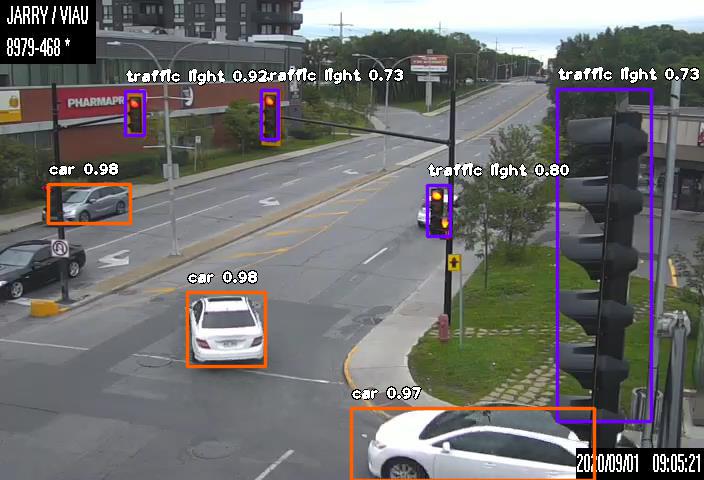 JARRY / VIAU
8979-468 *
traffic light 0.92
traffic light 0.73
traffic light 0.73
PHARMAPR
car 0.98
traffic light 0.80
car 0.98
car 0.97
2020/09/01 09:05:21